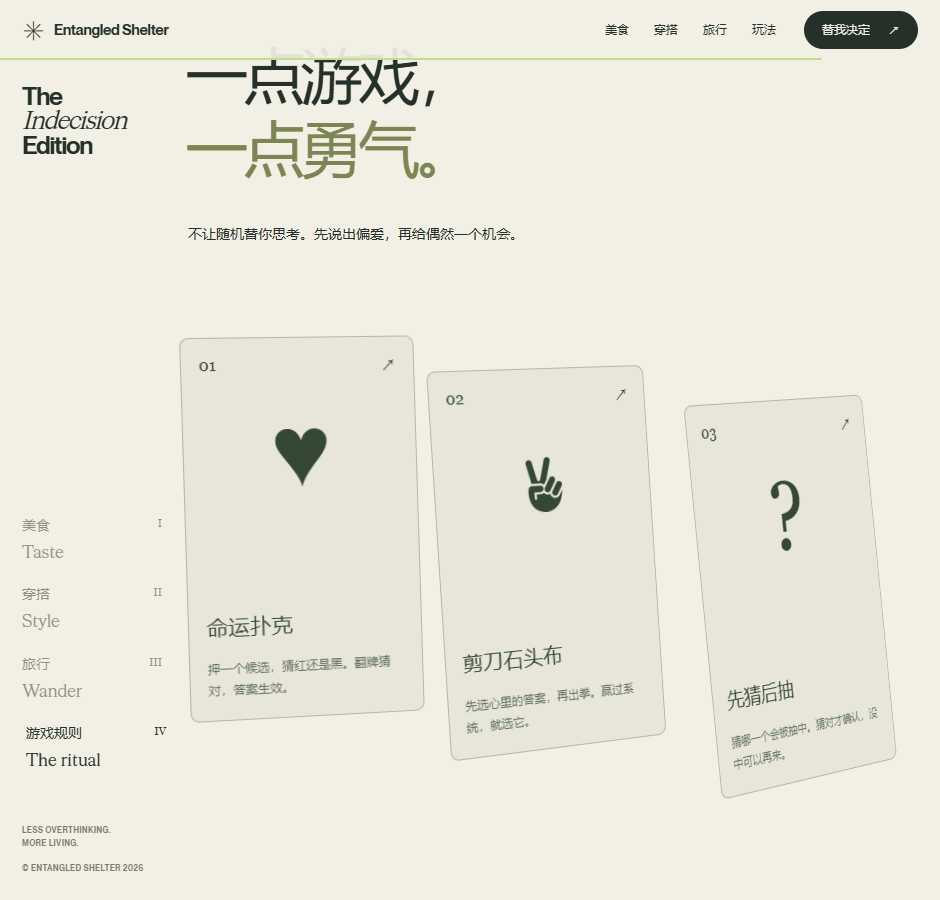 Entangled Shelter
美食
穿搭
旅行
玩法
替我决定 ↗
The
Indecision
Edition
一点游戏，
一点勇气。
不让随机替你思考。先说出偏爱，再给偶然一个机会。
01 ↗
命运扑克
押一个候选，猜红还是黑。翻牌猜
对，答案生效。
02 ↗
剪刀石头布
先选心里的答案，再出拳。赢过系
统，就选它。
03 ↗
?
先猜后抽
猜哪一个会被抽中。猜对才确认，没
中可以再来。
美食 I
Taste
穿搭 II
Style
旅行 III
Wander
游戏规则 IV
The ritual
LESS OVERTHINKING.
MORE LIVING.
© ENTANGLED SHELTER 2026